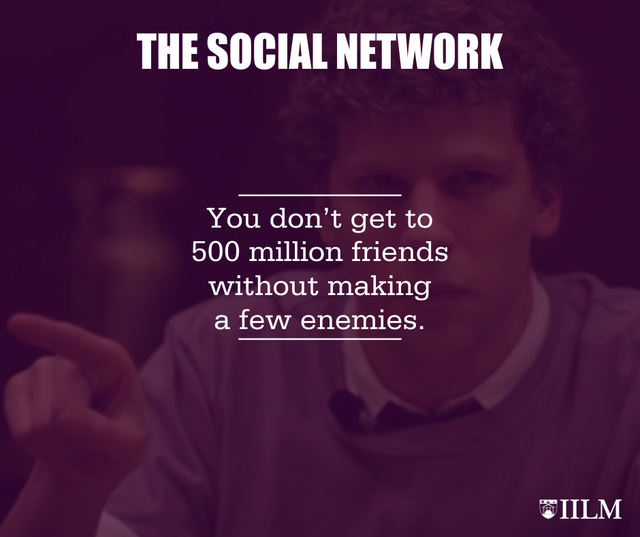 THE SOCIAL NETWORK
You don’t get to
500 million friends
without making
a few enemies.
IILM